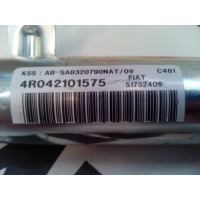 KSS : AB-SAB320790NAT/09 C481
4R042101575 FIAT
51752409